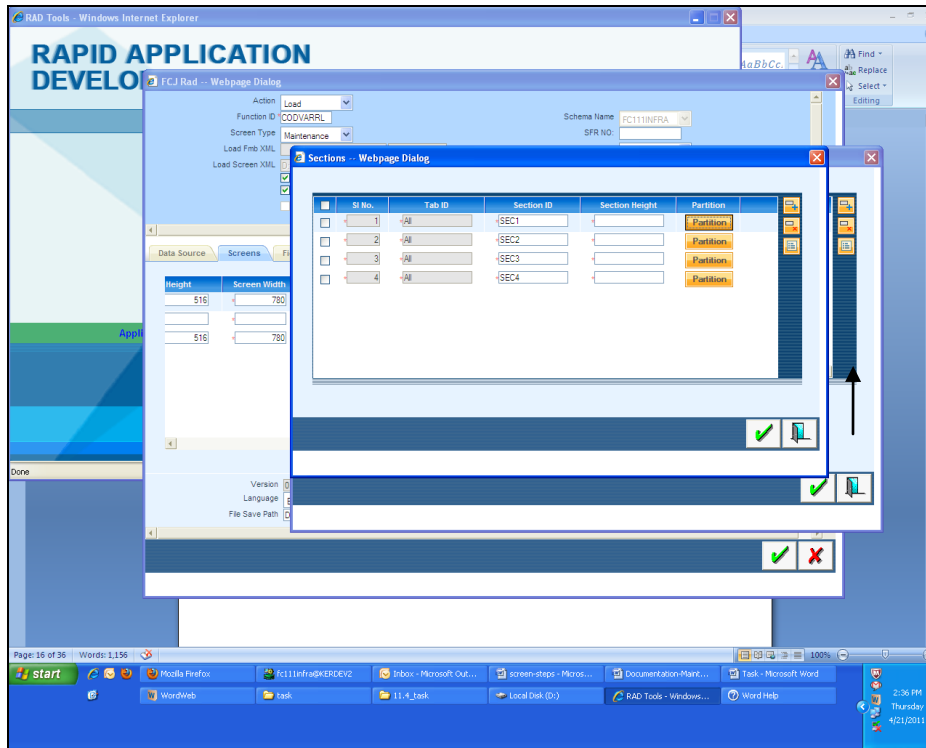 RAD Tools - Windows Internet Explorer
RAPID APPLICATION
AaBbCc.
Find
Replace
Select
Editing
FCJ Rad -- Webpage Dialog
Action Load
Function ID CODVARRL
Schema Name FC111INFRA
Screen Type Maintenance
SFR NO:
Load Fmb XML
Load Screen XML
Sections -- Webpage Dialog
Sl No. Tab ID Section ID Section Height Partition
1 All SEC1 Partition
2 All SEC2 Partition
3 All SEC3 Partition
4 All SEC4 Partition
Data Source Screens
Height Screen Width
516 780
516 780
Done
Version 0
Language
File Save Path D
Page: 16 of 36 Words: 1,156 100%
start
Mozilla Firefox
fc111infra@KERDEV2
Inbox - Microsoft Out...
screen-steps - Micros...
Documentation-Maint...
Task - Microsoft Word
WordWeb
task
11.4_task
Local Disk (D:)
RAD Tools - Windows...
Word Help
2:36 PM
Thursday
4/21/2011